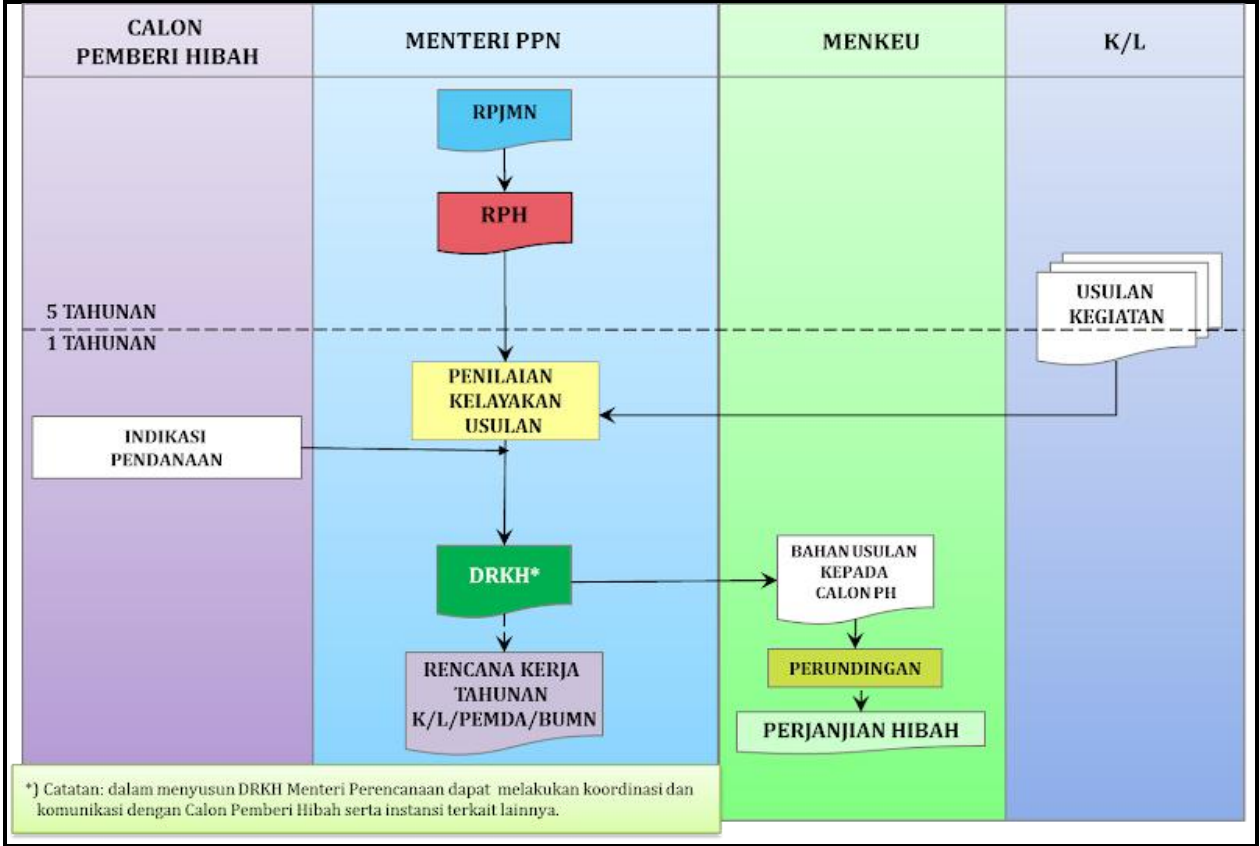 CALON
PEMBERI HIBAH
MENTERI PPN
MENKEU
K/L
RPJMN
RPH
USULAN
KEGIATAN
5 TAHUNAN
1 TAHUNAN
PENILAIAN
KELAYAKAN
USULAN
INDIKASI
PENDANAAN
DRKH*
BAHAN USULAN
KEPADA
CALON PH
RENCANA KERJA
TAHUNAN
K/L/PEMDA/BUMN
PERUNDINGAN
PERJANJIAN HIBAH
*) Catatan: dalam menyusun DRKH Menteri Perencanaan dapat melakukan koordinasi dan
komunikasi dengan Calon Pemberi Hibah serta instansi terkait lainnya.